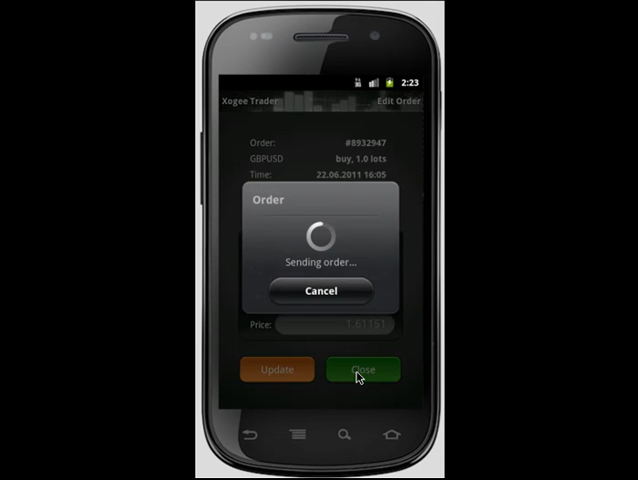 2:23
Xogee Trader Edit Order
Order: #8932947
GBPUSD buy, 1.0 lots
Time: 22.06.2011 16:05
Order
Sending order...
Cancel
Price: 1.61151
Update Close